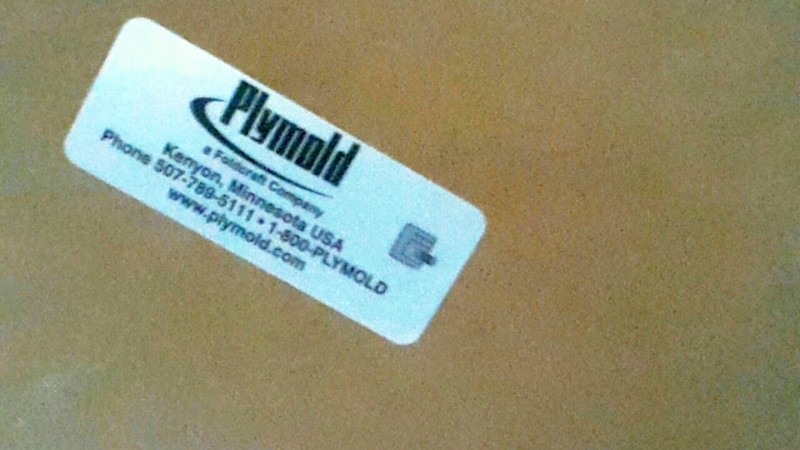 Plymold
a Foldcraft Company
Kenyon, Minnesota USA
Phone 507-789-5111 • 1-800-PLYMOLD
www.plymold.com